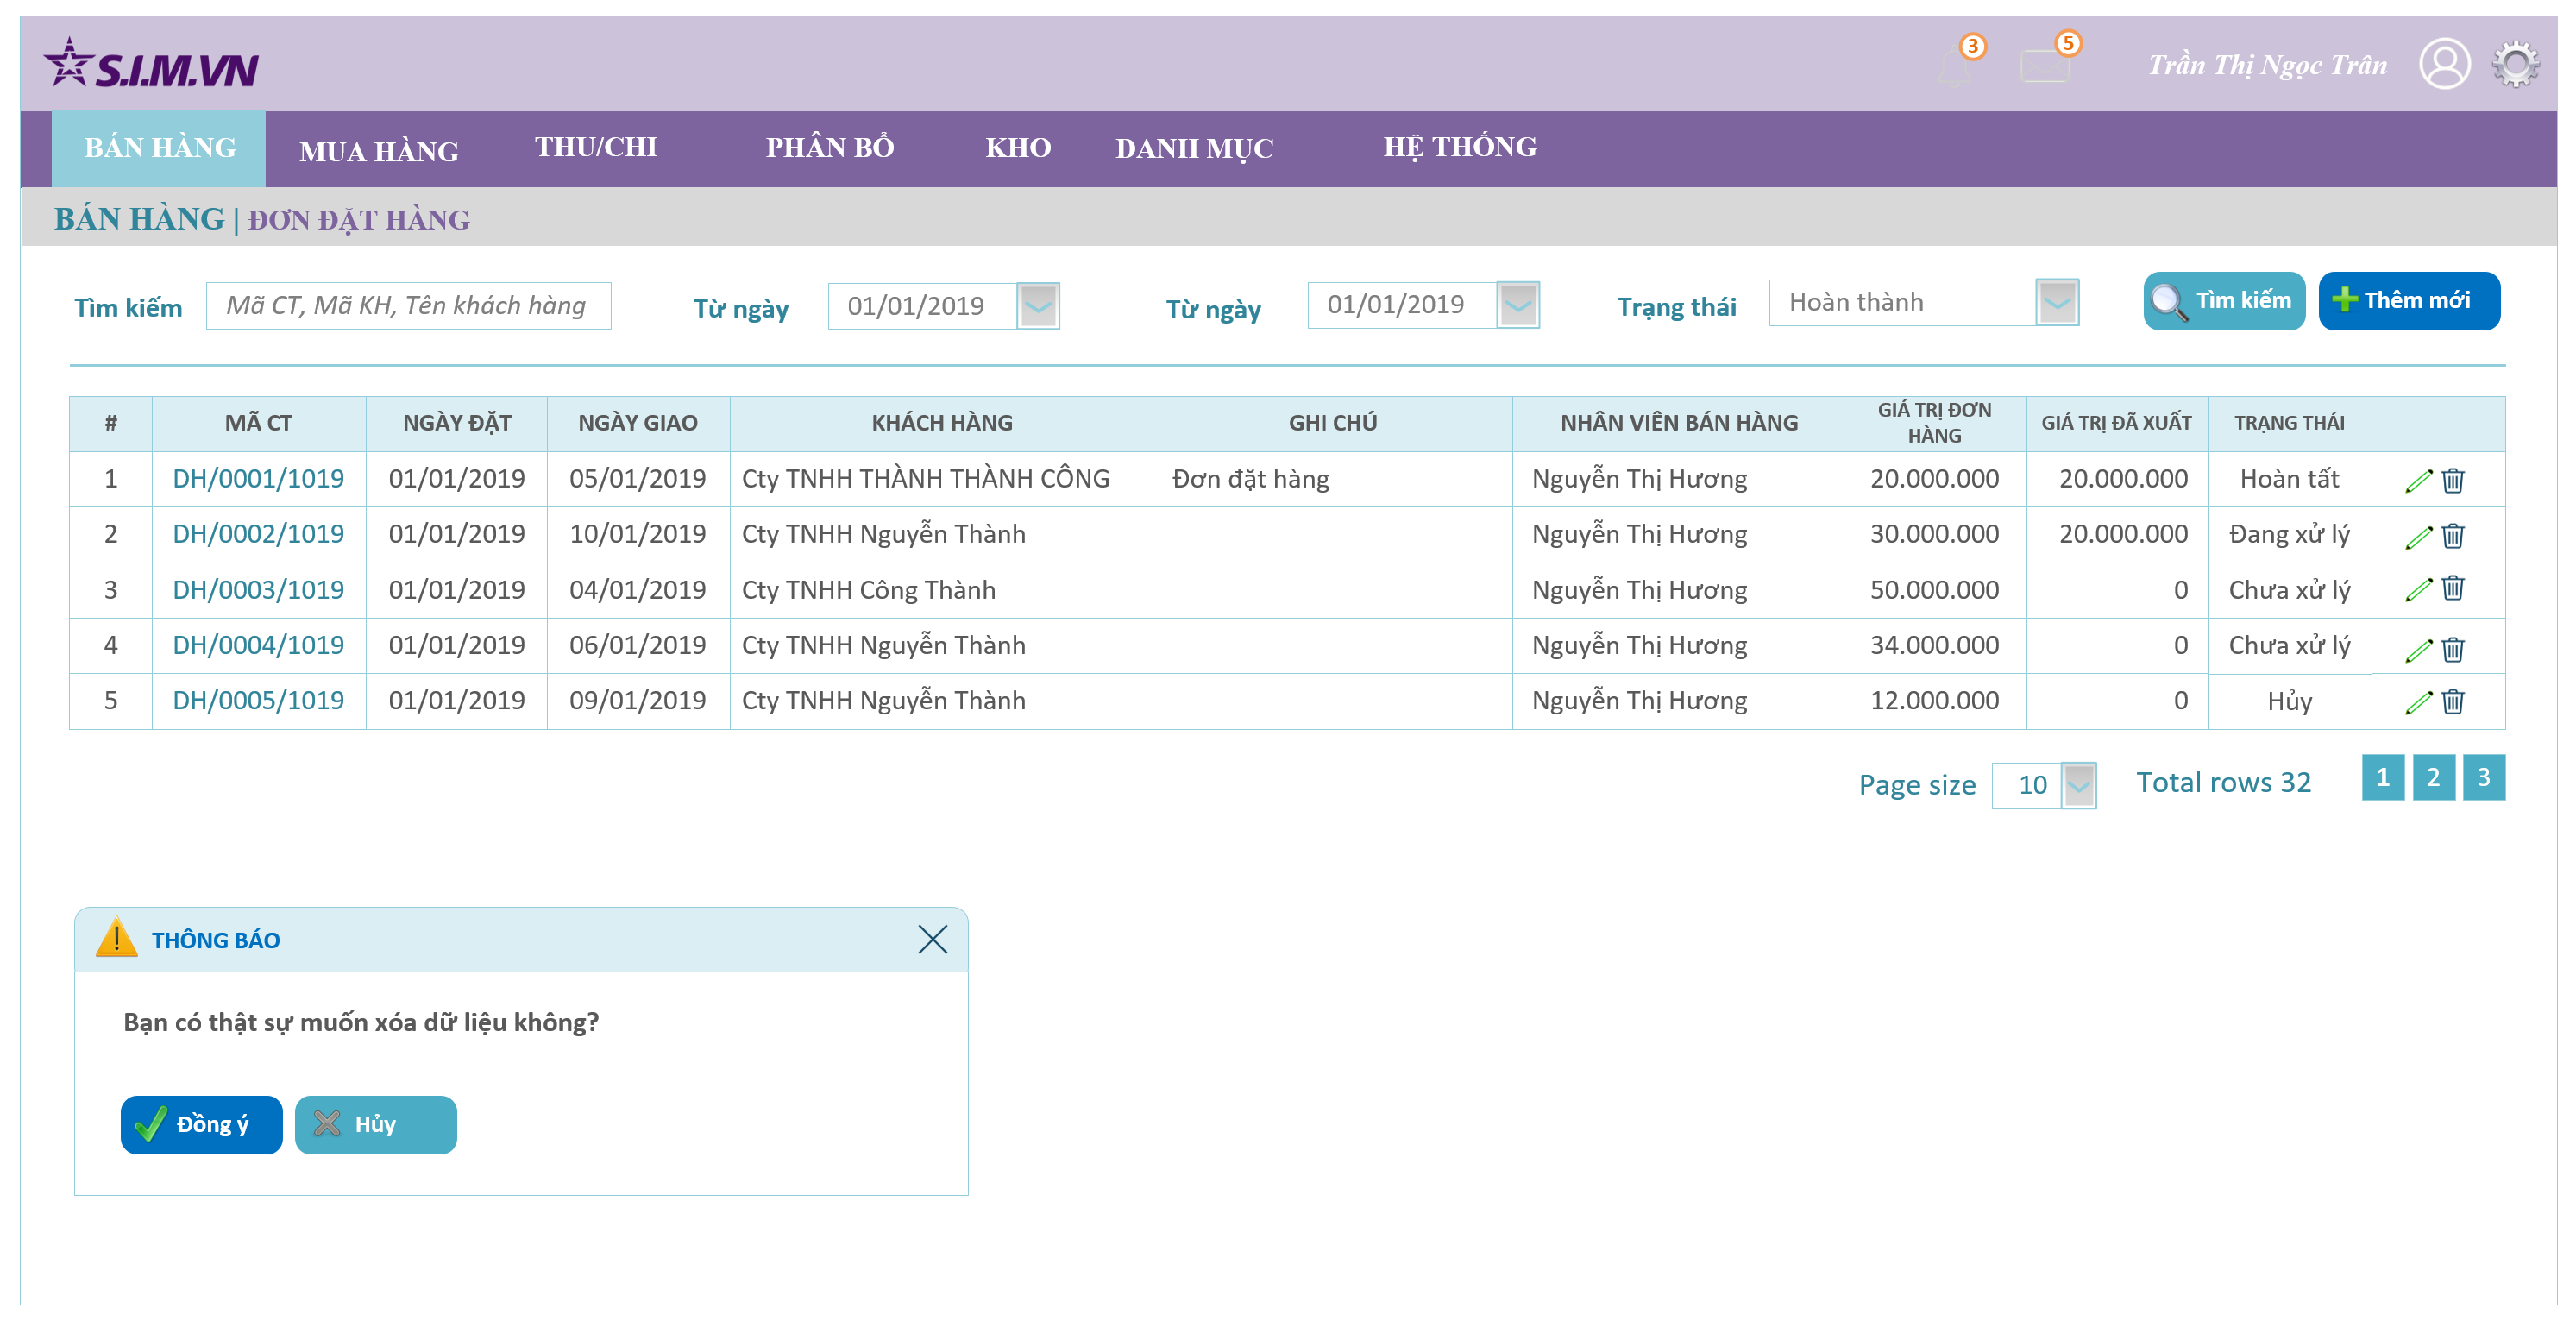 S.I.M.VN
3 5 Trần Thị Ngọc Trân
BÁN HÀNG MUA HÀNG THU/CHI PHÂN BỔ KHO DANH MỤC HỆ THỐNG
BÁN HÀNG | ĐƠN ĐẶT HÀNG
Tìm kiếm Mã CT, Mã KH, Tên khách hàng Từ ngày 01/01/2019 Từ ngày 01/01/2019 Trạng thái Hoàn thành Tìm kiếm Thêm mới
# MÃ CT NGÀY ĐẶT NGÀY GIAO KHÁCH HÀNG GHI CHÚ NHÂN VIÊN BÁN HÀNG GIÁ TRỊ ĐƠN HÀNG GIÁ TRỊ ĐÃ XUẤT TRẠNG THÁI
1 DH/0001/1019 01/01/2019 05/01/2019 Cty TNHH THÀNH THÀNH CÔNG Đơn đặt hàng Nguyễn Thị Hương 20.000.000 20.000.000 Hoàn tất
2 DH/0002/1019 01/01/2019 10/01/2019 Cty TNHH Nguyễn Thành Nguyễn Thị Hương 30.000.000 20.000.000 Đang xử lý
3 DH/0003/1019 01/01/2019 04/01/2019 Cty TNHH Công Thành Nguyễn Thị Hương 50.000.000 0 Chưa xử lý
4 DH/0004/1019 01/01/2019 06/01/2019 Cty TNHH Nguyễn Thành Nguyễn Thị Hương 34.000.000 0 Chưa xử lý
5 DH/0005/1019 01/01/2019 09/01/2019 Cty TNHH Nguyễn Thành Nguyễn Thị Hương 12.000.000 0 Hủy
Page size 10 Total rows 32 1 2 3
THÔNG BÁO
Bạn có thật sự muốn xóa dữ liệu không?
Đồng ý Hủy